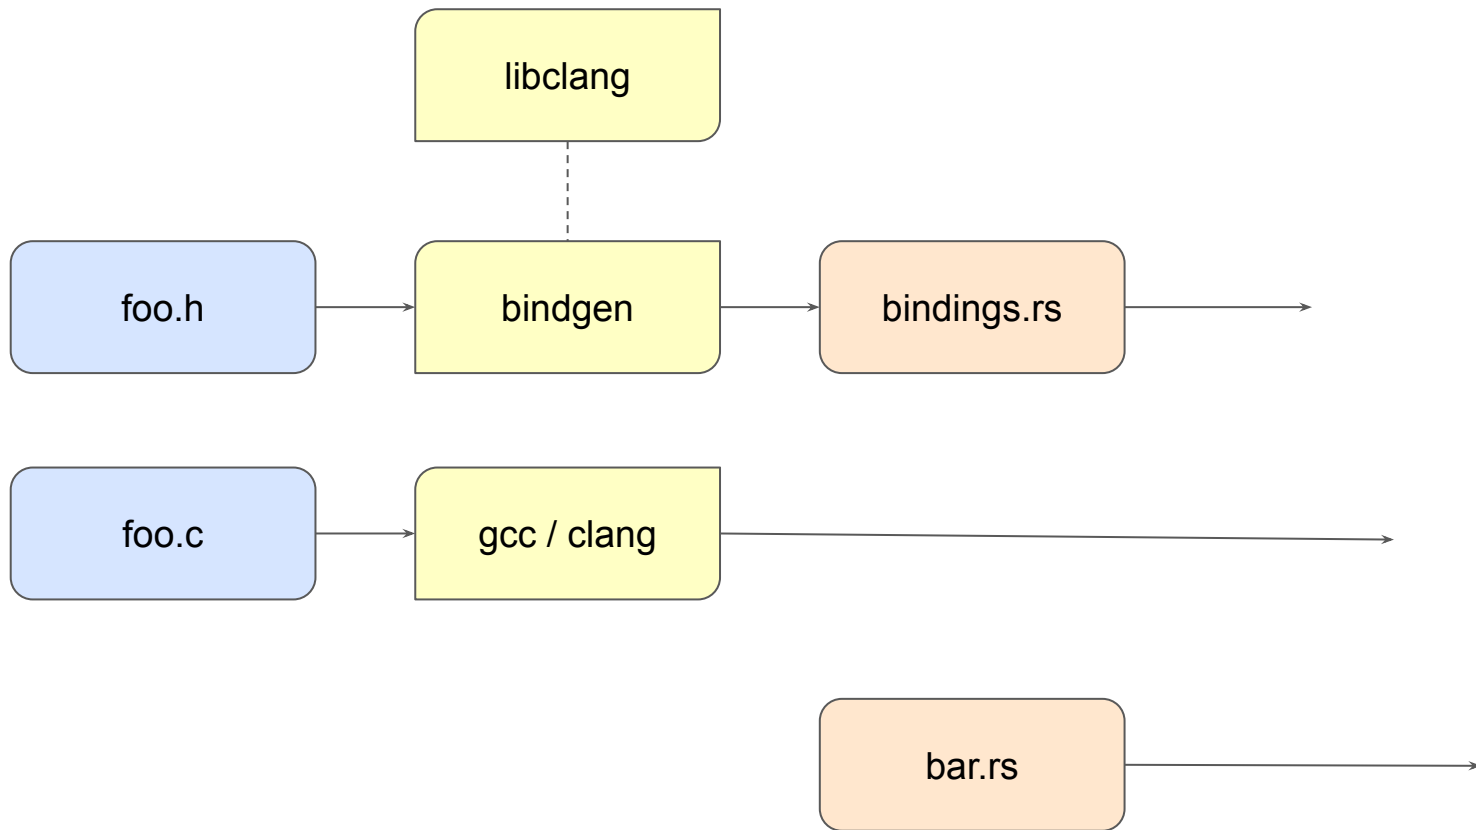 libclang
foo.h
bindgen
bindings.rs
foo.c
gcc / clang
bar.rs